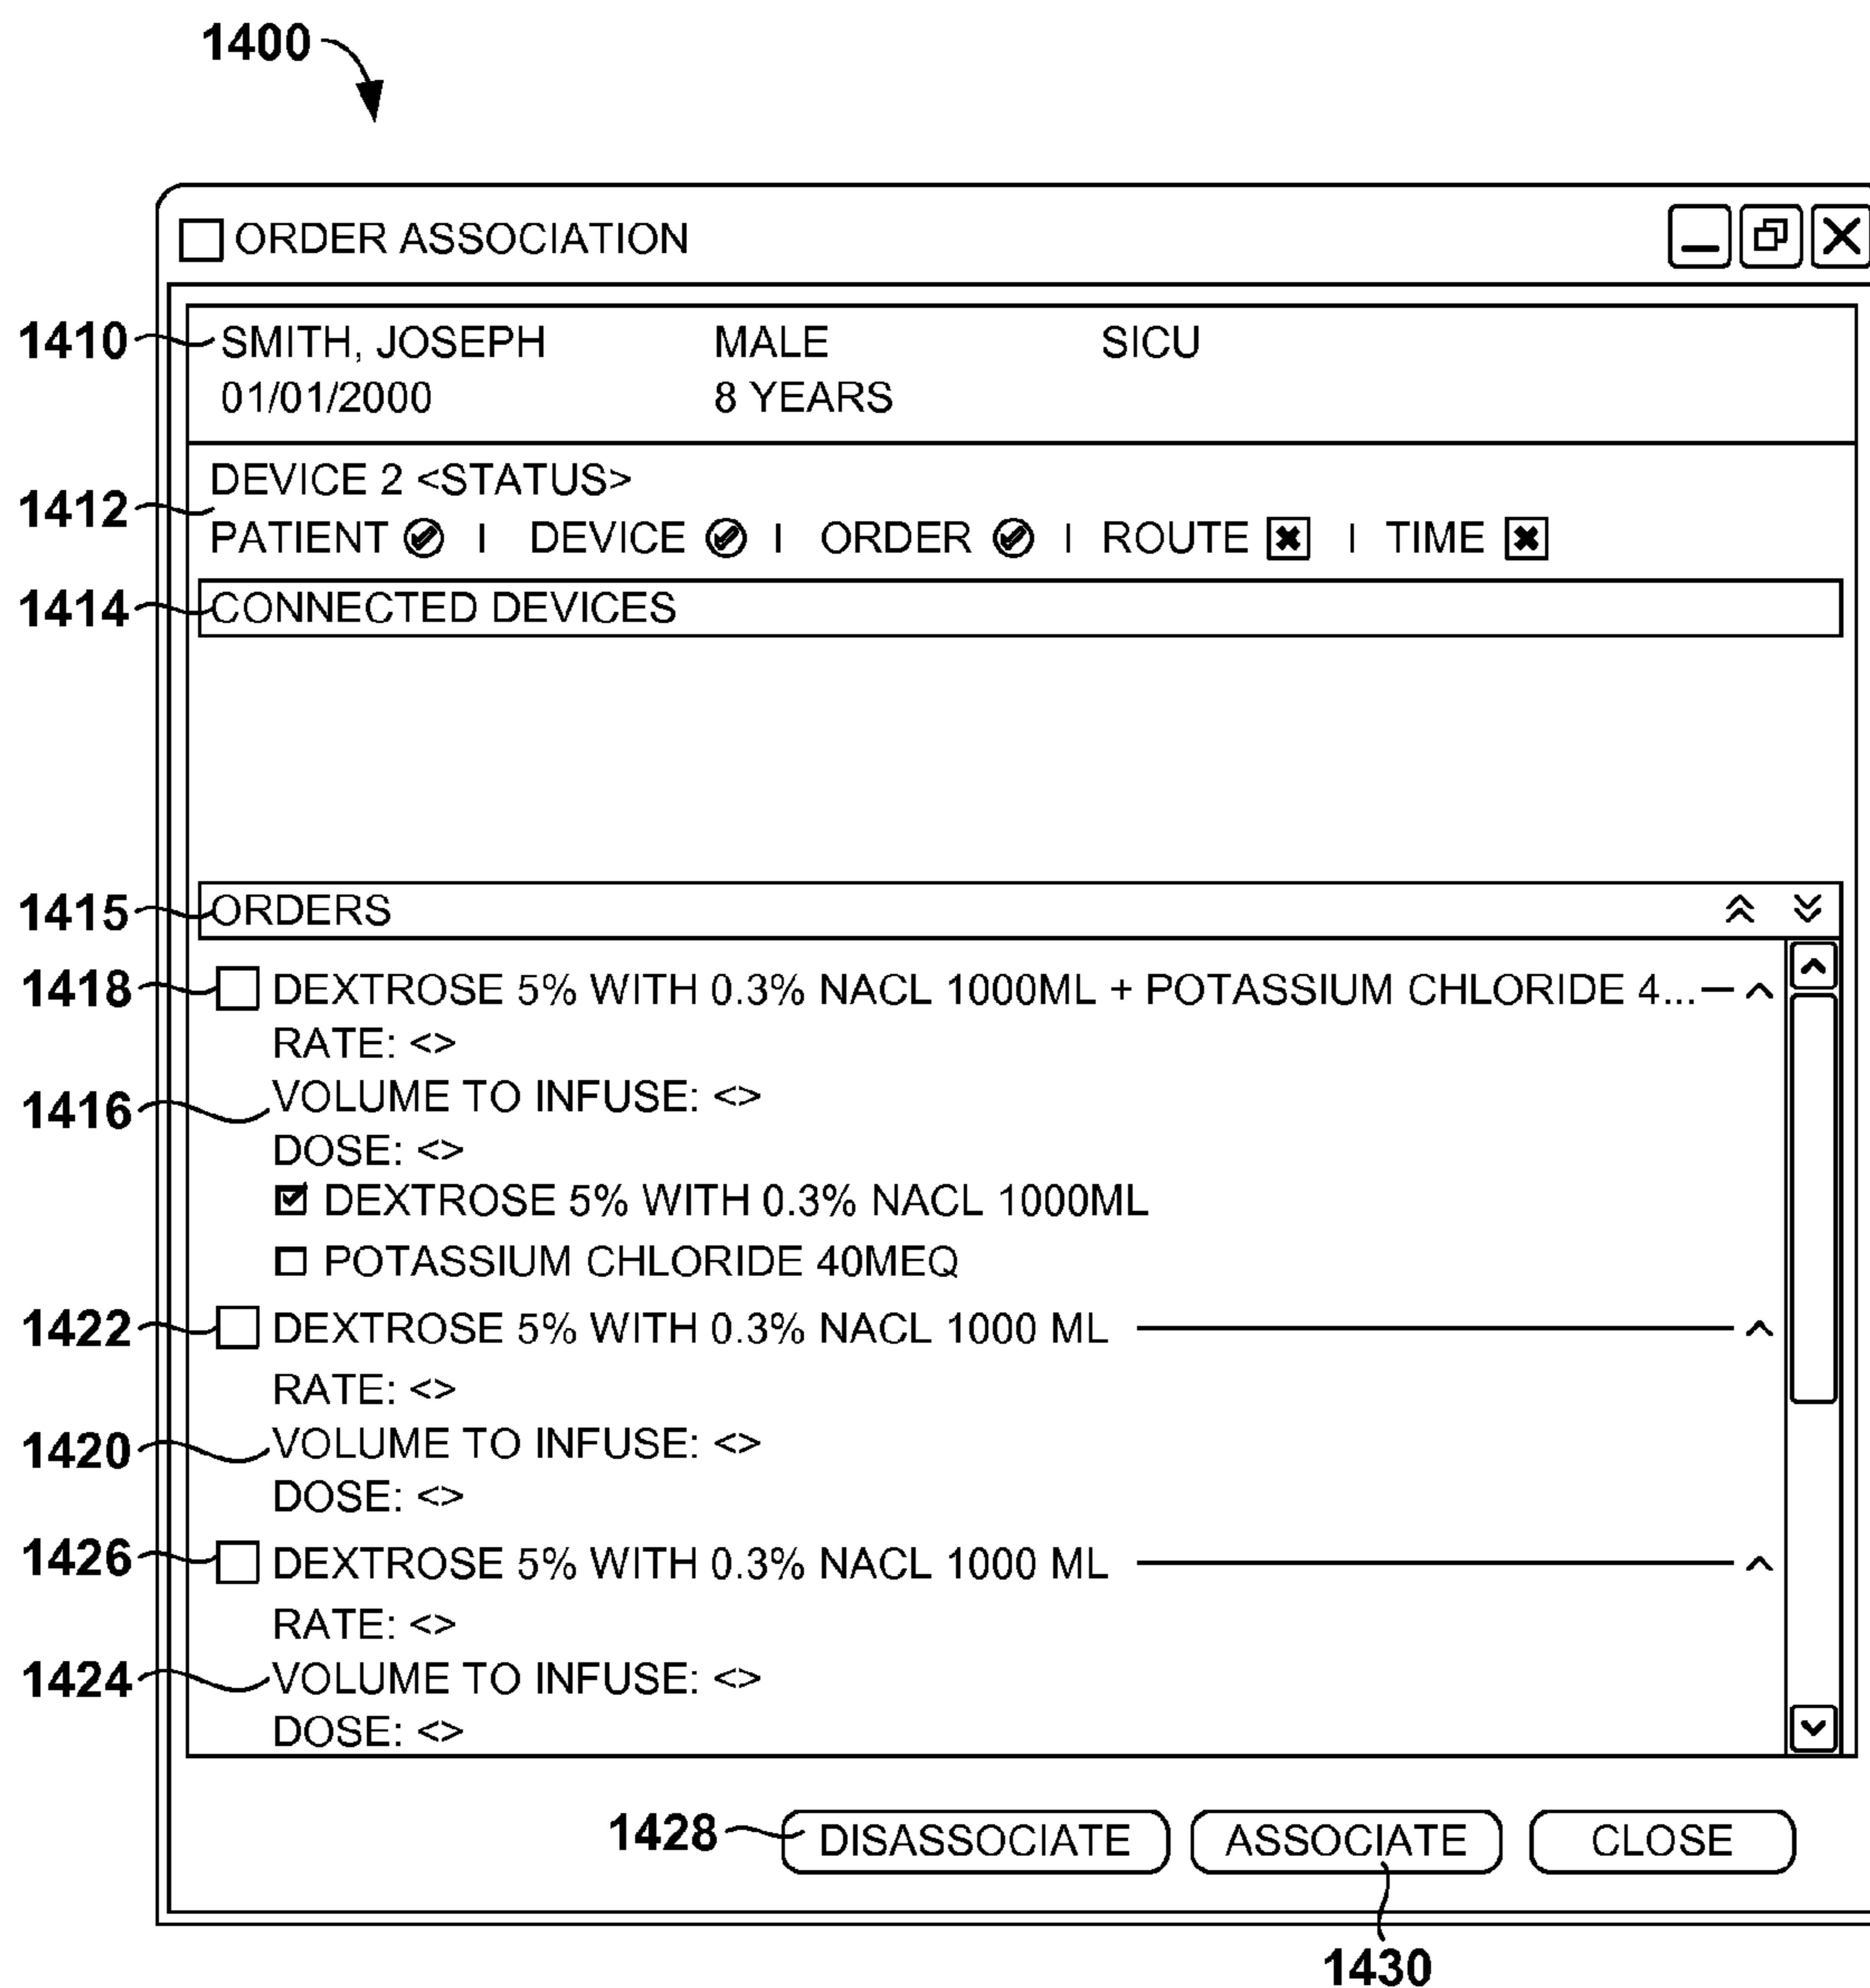 1400
ORDER ASSOCIATION
1410 SMITH, JOSEPH MALE SICU
01/01/2000 8 YEARS
DEVICE 2 <STATUS>
1412
PATIENT | DEVICE | ORDER | ROUTE | TIME
1414 CONNECTED DEVICES
1415 ORDERS
1418 DEXTROSE 5% WITH 0.3% NACL 1000ML + POTASSIUM CHLORIDE 4...
RATE: <>
1416 VOLUME TO INFUSE: <>
DOSE: <>
DEXTROSE 5% WITH 0.3% NACL 1000ML
POTASSIUM CHLORIDE 40MEQ
1422 DEXTROSE 5% WITH 0.3% NACL 1000 ML
RATE: <>
1420 VOLUME TO INFUSE: <>
DOSE: <>
1426 DEXTROSE 5% WITH 0.3% NACL 1000 ML
RATE: <>
1424 VOLUME TO INFUSE: <>
DOSE: <>
1428 DISASSOCIATE ASSOCIATE CLOSE
1430